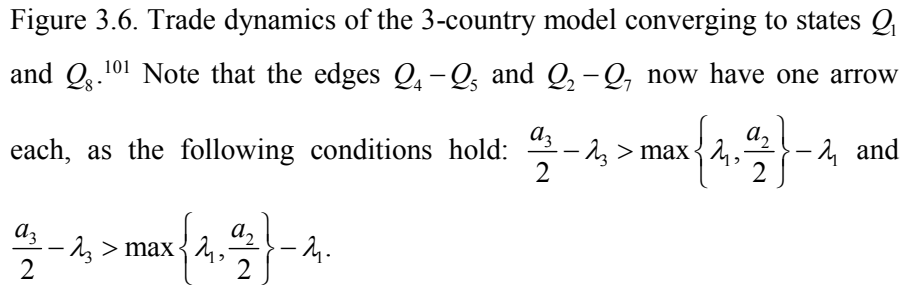 Figure 3.6. Trade dynamics of the 3-country model converging to states Q₁
and Q₈.¹⁰¹ Note that the edges Q₄ – Q₅ and Q₂ – Q₇ now have one arrow
each, as the following conditions hold: a₃/2 – λ₃ > max{λ₁, a₂/2} – λ₁ and
a₃/2 – λ₃ > max{λ₁, a₂/2} – λ₁.